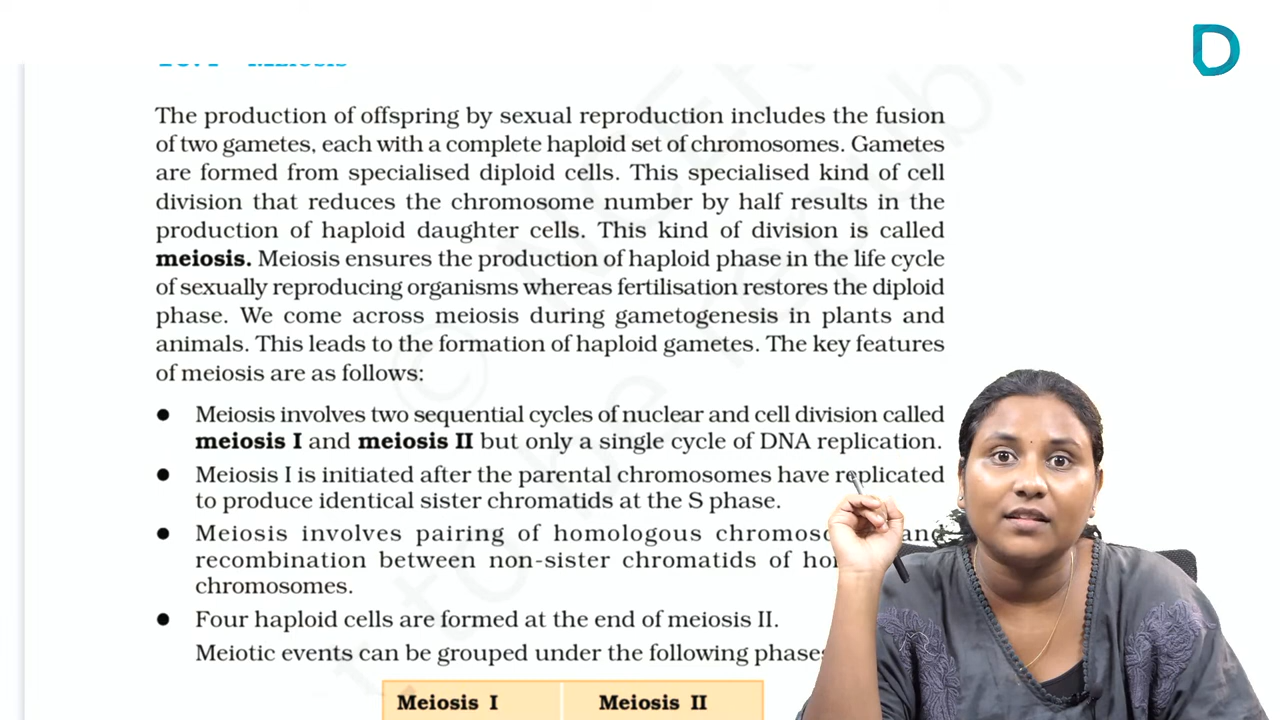 The production of offspring by sexual reproduction includes the fusion
of two gametes, each with a complete haploid set of chromosomes. Gametes
are formed from specialised diploid cells. This specialised kind of cell
division that reduces the chromosome number by half results in the
production of haploid daughter cells. This kind of division is called
meiosis. Meiosis ensures the production of haploid phase in the life cycle
of sexually reproducing organisms whereas fertilisation restores the diploid
phase. We come across meiosis during gametogenesis in plants and
animals. This leads to the formation of haploid gametes. The key features
of meiosis are as follows:
● Meiosis involves two sequential cycles of nuclear and cell division called
meiosis I and meiosis II but only a single cycle of DNA replication.
● Meiosis I is initiated after the parental chromosomes have replicated
to produce identical sister chromatids at the S phase.
● Meiosis involves pairing of homologous and
recombination between non-sister chromatids of
chromosomes.
● Four haploid cells are formed at the end of meiosis II.
Meiotic events can be grouped under the following phases
Meiosis I Meiosis II